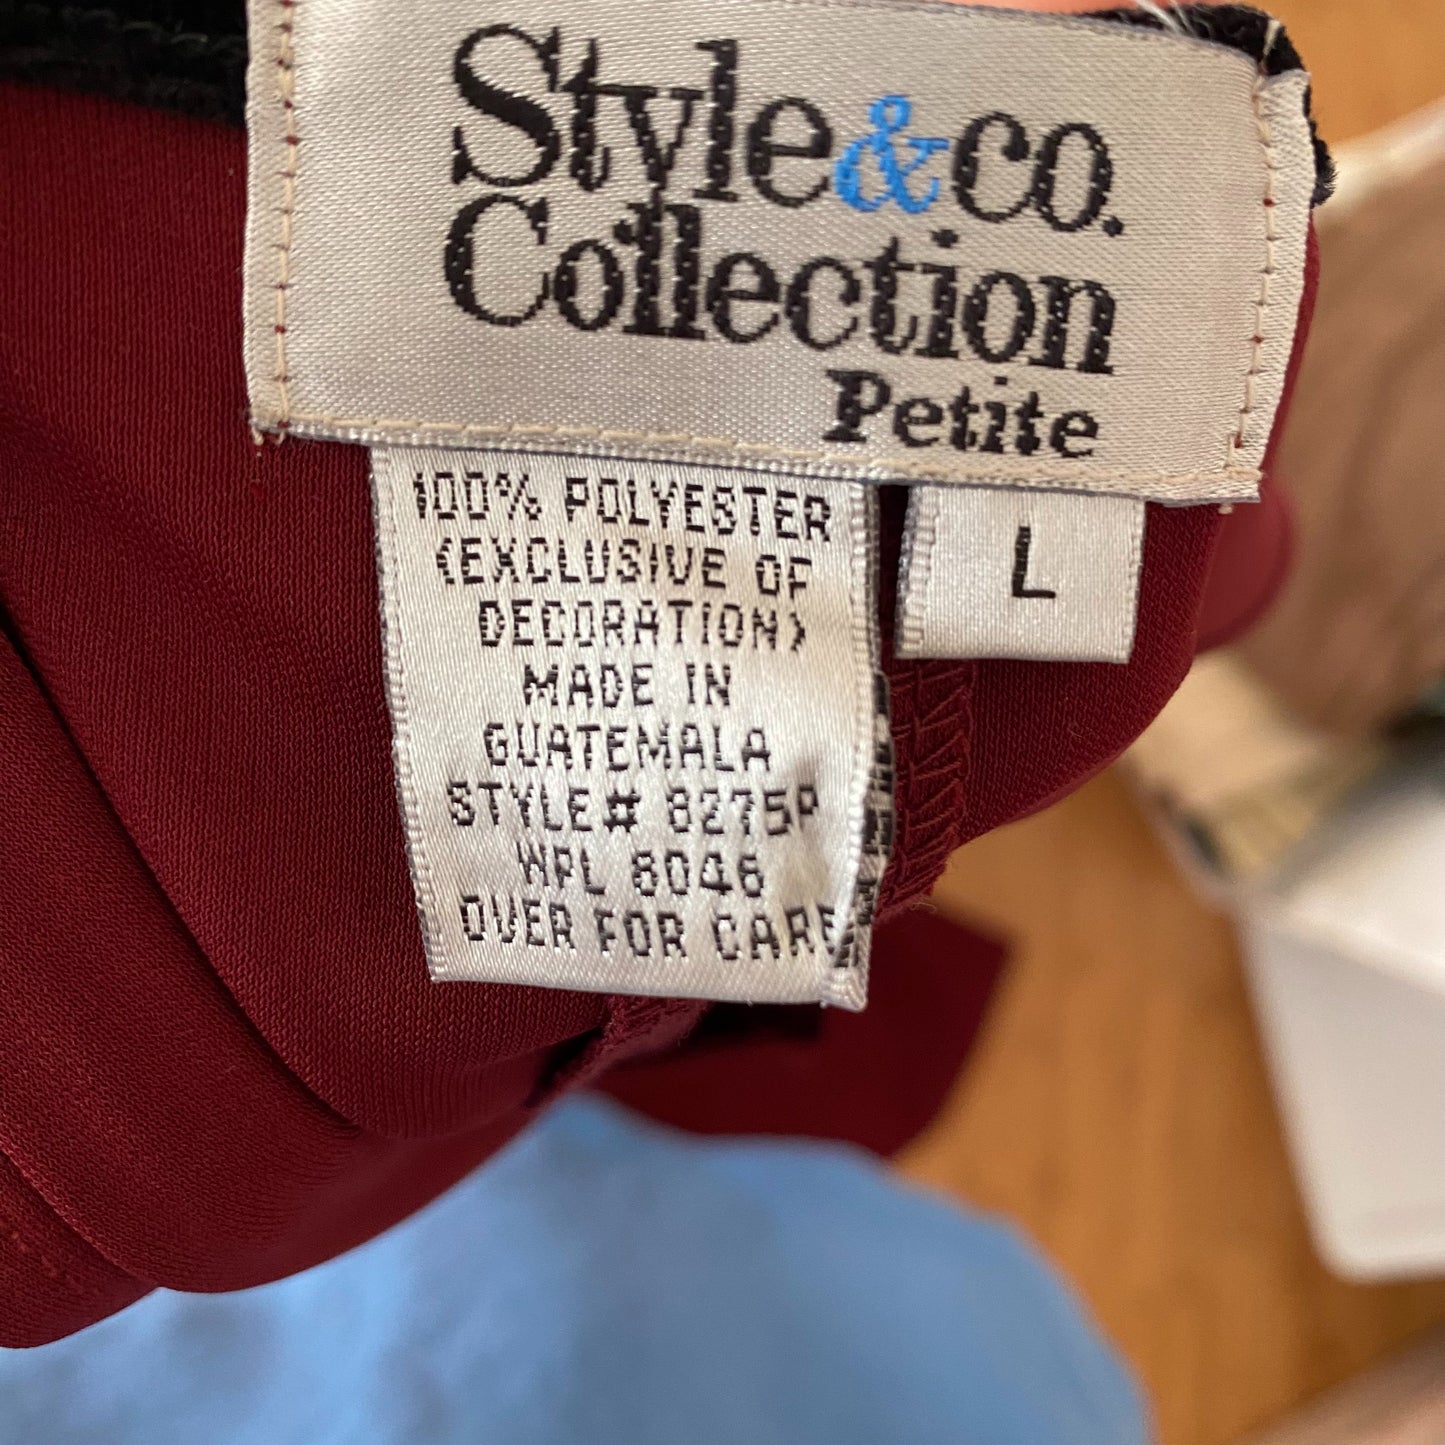 Style&co.
Collection
Petite
100% POLYESTER
(EXCLUSIVE OF
DECORATION)
MADE IN
GUATEMALA
STYLE# 8275P
WPL 8046
OVER FOR CARE
L